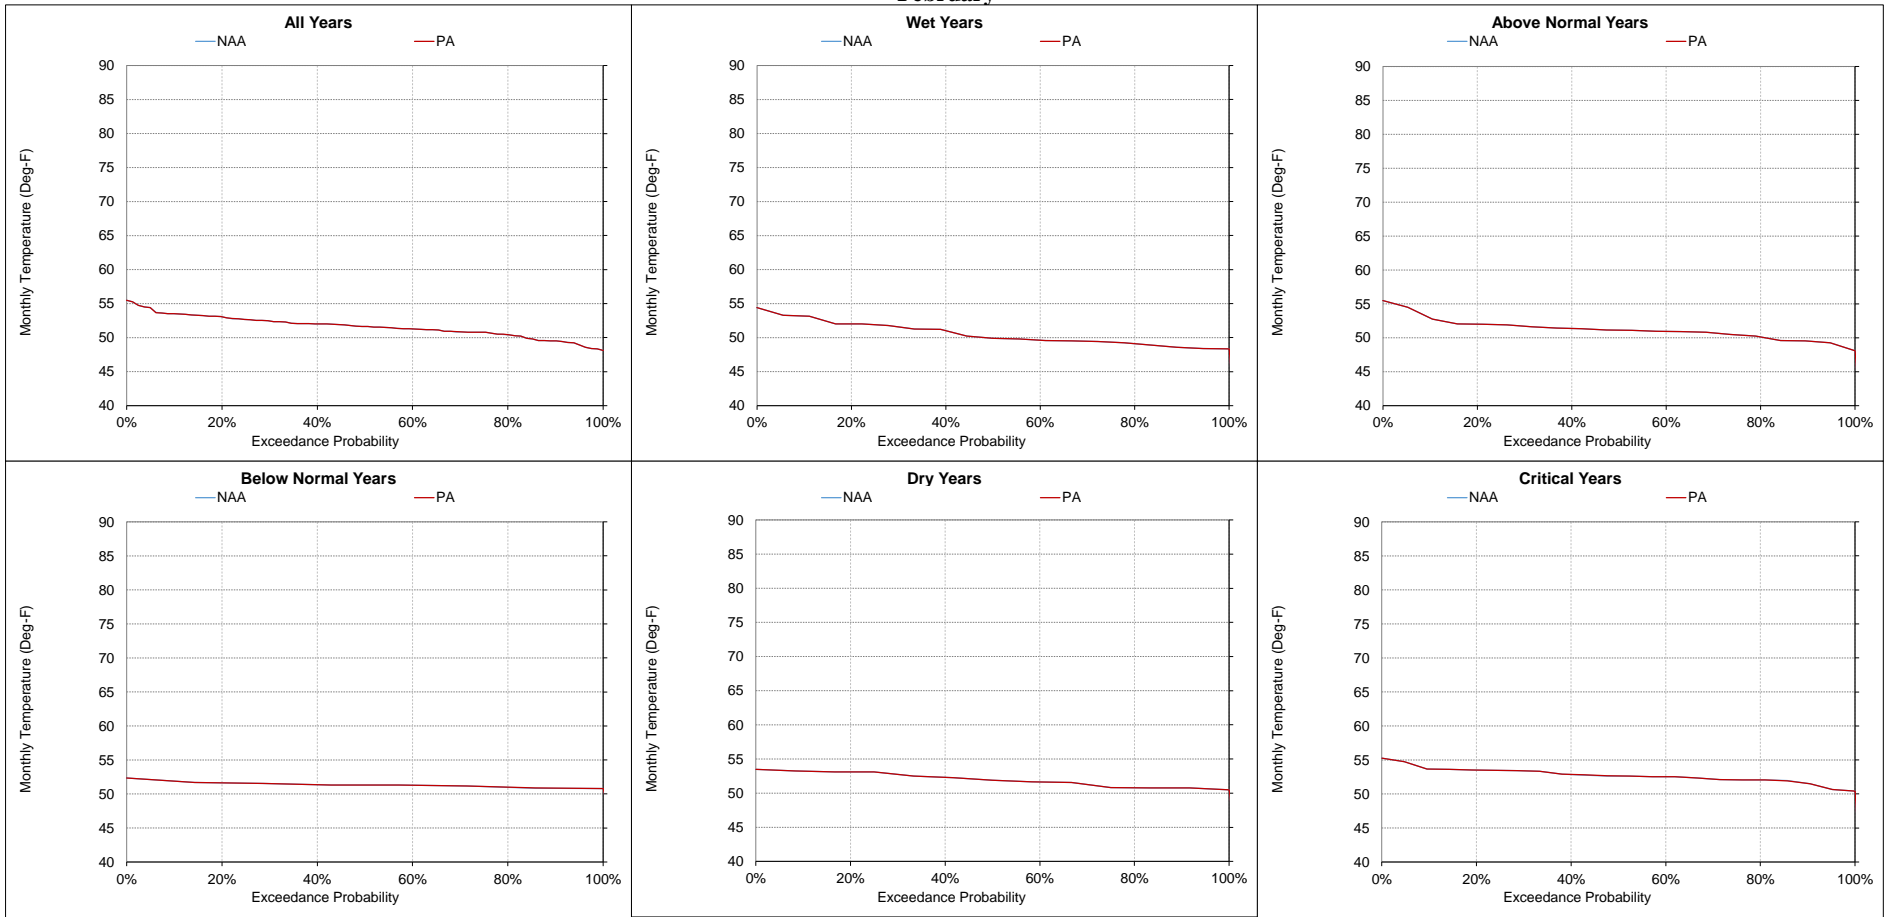 February
All Years
NAA PA
90
85
80
75
70
65
60
55
50
45
40
Monthly Temperature (Deg-F)
0% 20% 40% 60% 80% 100%
Exceedance Probability
Wet Years
NAA PA
90
85
80
75
70
65
60
55
50
45
40
Monthly Temperature (Deg-F)
0% 20% 40% 60% 80% 100%
Exceedance Probability
Above Normal Years
NAA PA
90
85
80
75
70
65
60
55
50
45
40
Monthly Temperature (Deg-F)
0% 20% 40% 60% 80% 100%
Exceedance Probability
Below Normal Years
NAA PA
90
85
80
75
70
65
60
55
50
45
40
Monthly Temperature (Deg-F)
0% 20% 40% 60% 80% 100%
Exceedance Probability
Dry Years
NAA PA
90
85
80
75
70
65
60
55
50
45
40
Monthly Temperature (Deg-F)
0% 20% 40% 60% 80% 100%
Exceedance Probability
Critical Years
NAA PA
90
85
80
75
70
65
60
55
50
45
40
Monthly Temperature (Deg-F)
0% 20% 40% 60% 80% 100%
Exceedance Probability